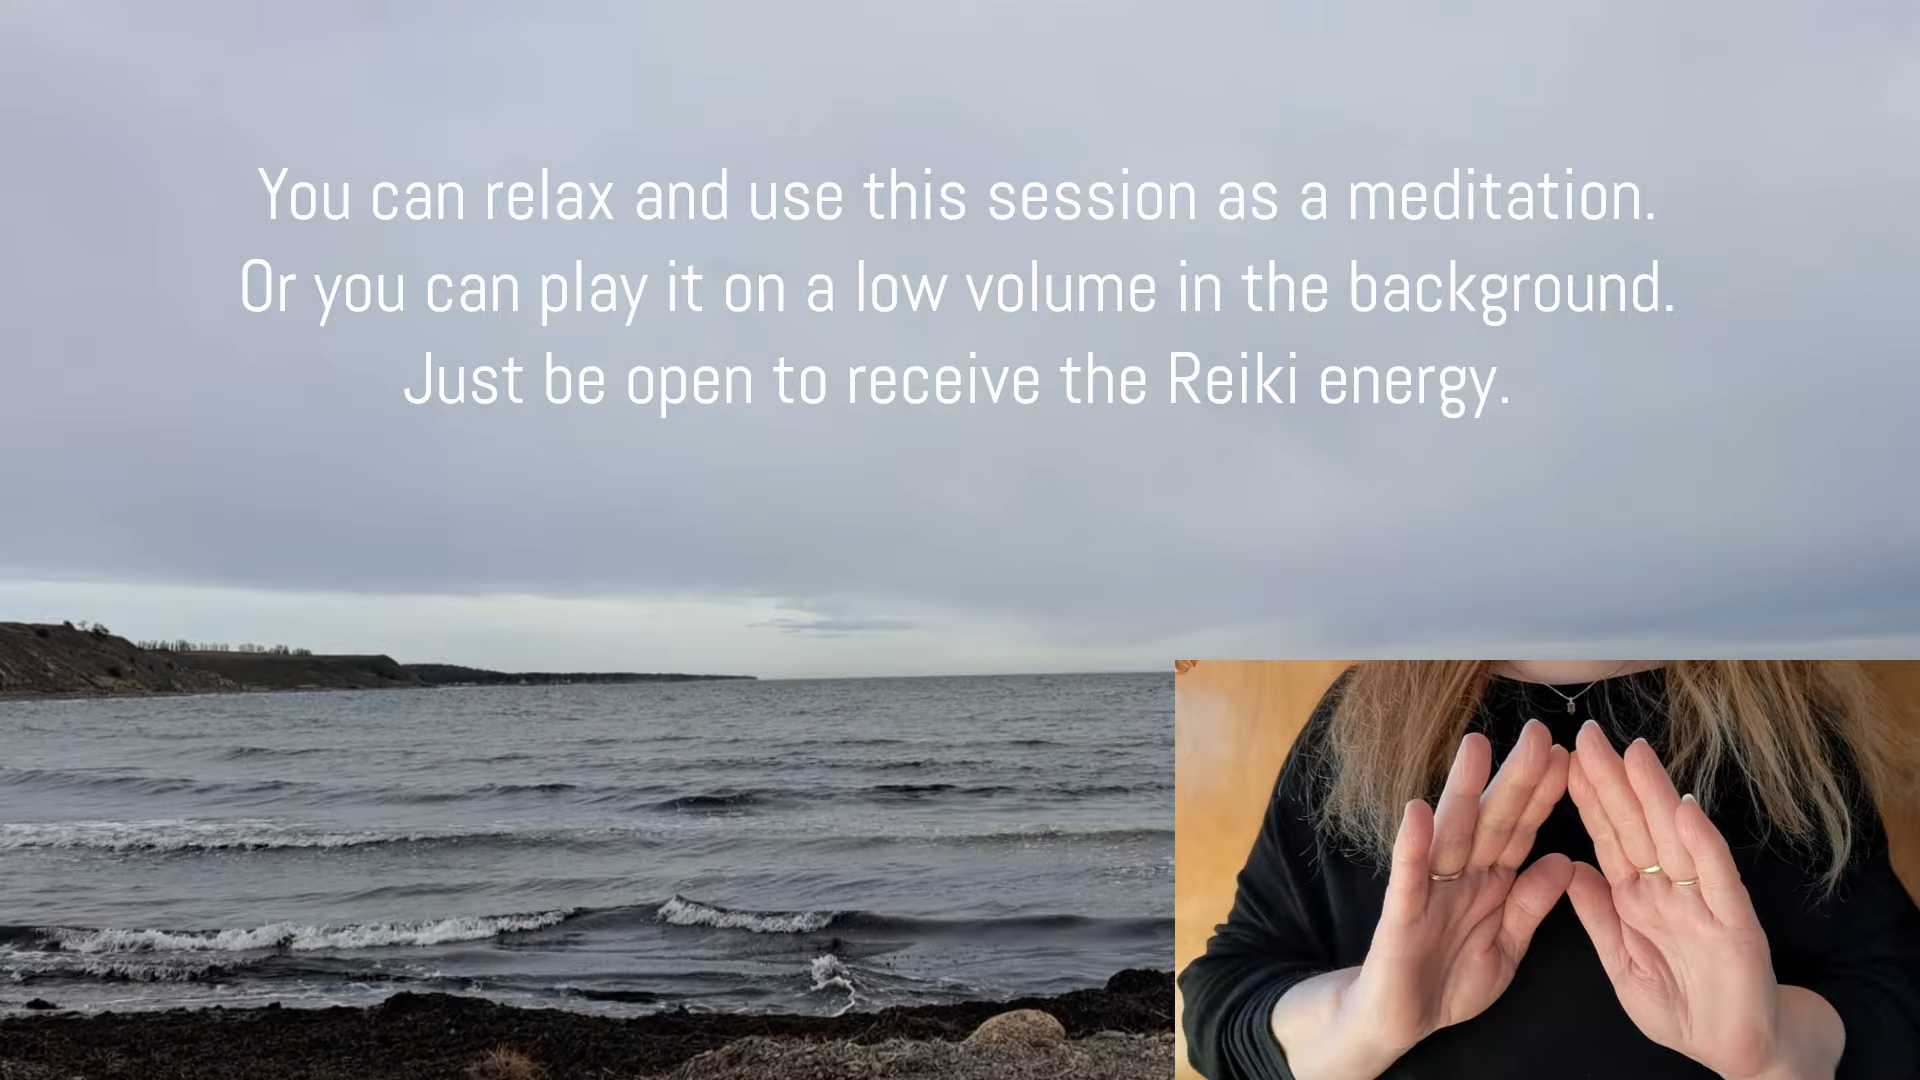 You can relax and use this session as a meditation.
Or you can play it on a low volume in the background.
Just be open to receive the Reiki energy.